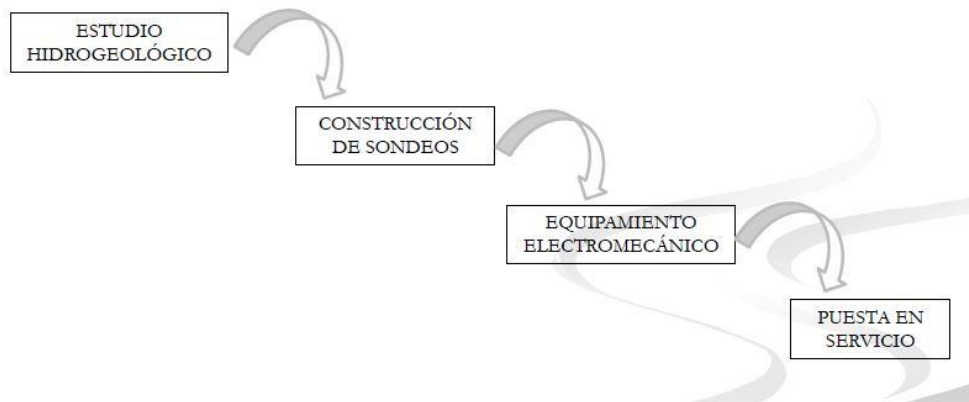 ESTUDIO
HIDROGEOLÓGICO
CONSTRUCCIÓN
DE SONDEOS
EQUIPAMIENTO
ELECTROMECÁNICO
PUESTA EN
SERVICIO